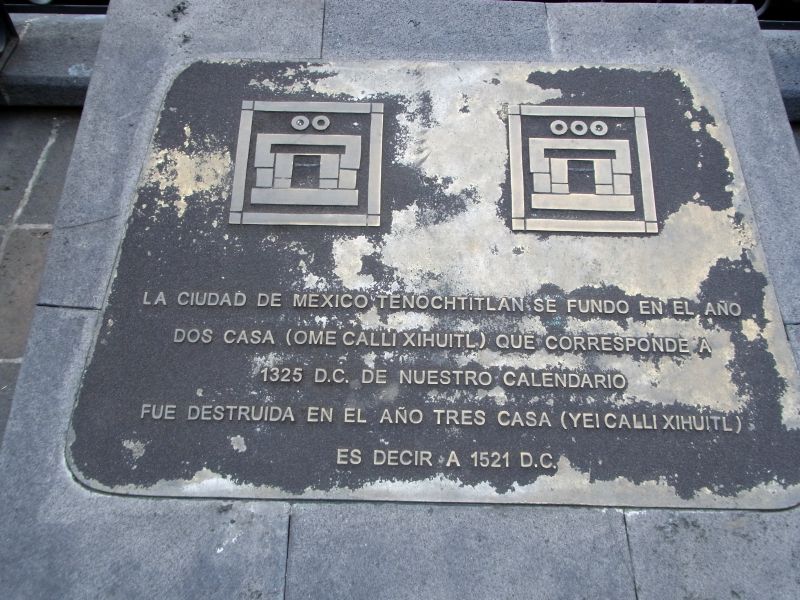 LA CIUDAD DE MEXICO TENOCHTITLAN SE FUNDO EN EL AÑO
DOS CASA (OME CALLI XIHUITL) QUE CORRESPONDE A
1325 D.C. DE NUESTRO CALENDARIO
FUE DESTRUIDA EN EL AÑO TRES CASA (YEI CALLI XIHUITL)
ES DECIR A 1521 D.C.